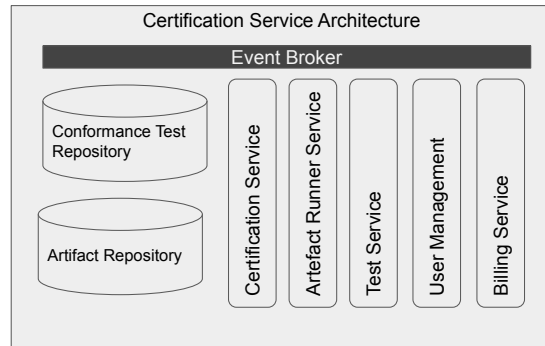 Certification Service Architecture
Event Broker
Conformance Test
Repository
Artifact Repository
Certification Service
Artefact Runner Service
Test Service
User Management
Billing Service